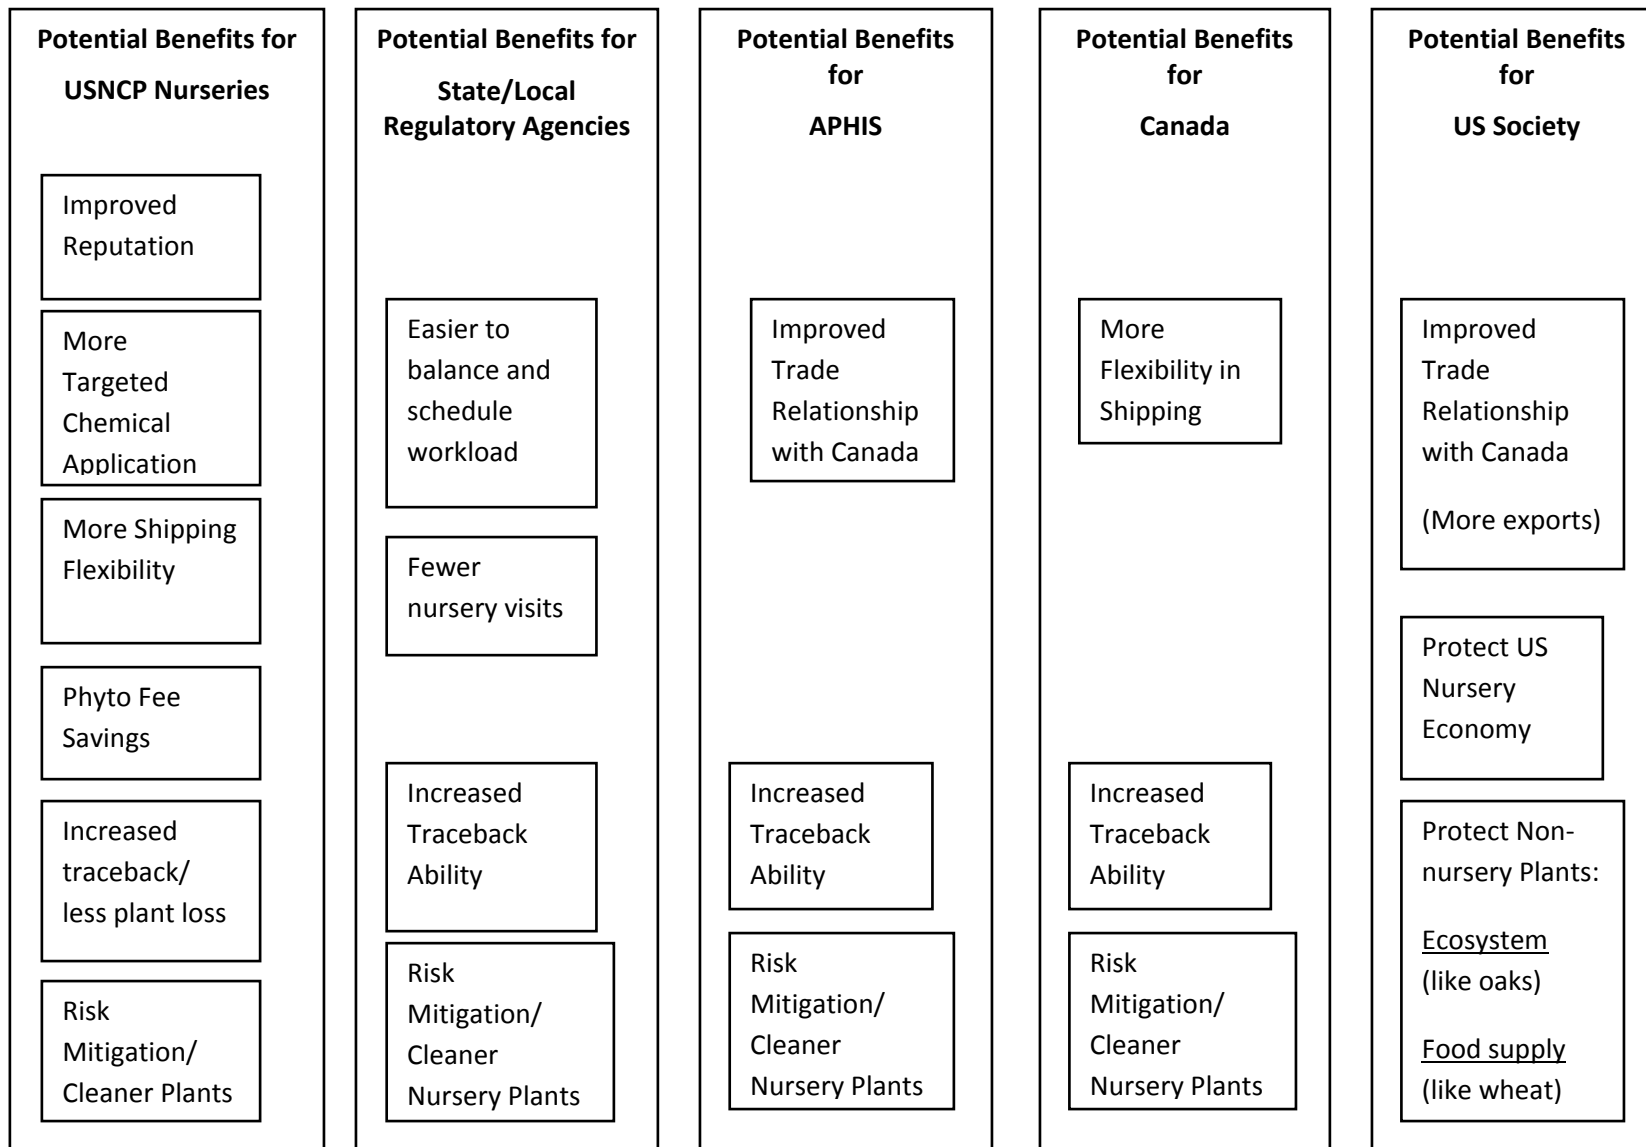 Potential Benefits for
USNCP Nurseries
Improved
Reputation
More
Targeted
Chemical
Application
More Shipping
Flexibility
Phyto Fee
Savings
Increased
traceback/
less plant loss
Risk
Mitigation/
Cleaner Plants
Potential Benefits for
State/Local
Regulatory Agencies
Easier to
balance and
schedule
workload
Fewer
nursery visits
Increased
Traceback
Ability
Risk
Mitigation/
Cleaner
Nursery Plants
Potential Benefits
for
APHIS
Improved
Trade
Relationship
with Canada
Increased
Traceback
Ability
Risk
Mitigation/
Cleaner
Nursery Plants
Potential Benefits
for
Canada
More
Flexibility in
Shipping
Increased
Traceback
Ability
Risk
Mitigation/
Cleaner
Nursery Plants
Potential Benefits
for
US Society
Improved
Trade
Relationship
with Canada
(More exports)
Protect US
Nursery
Economy
Protect Non-
nursery Plants:
Ecosystem
(like oaks)
Food supply
(like wheat)